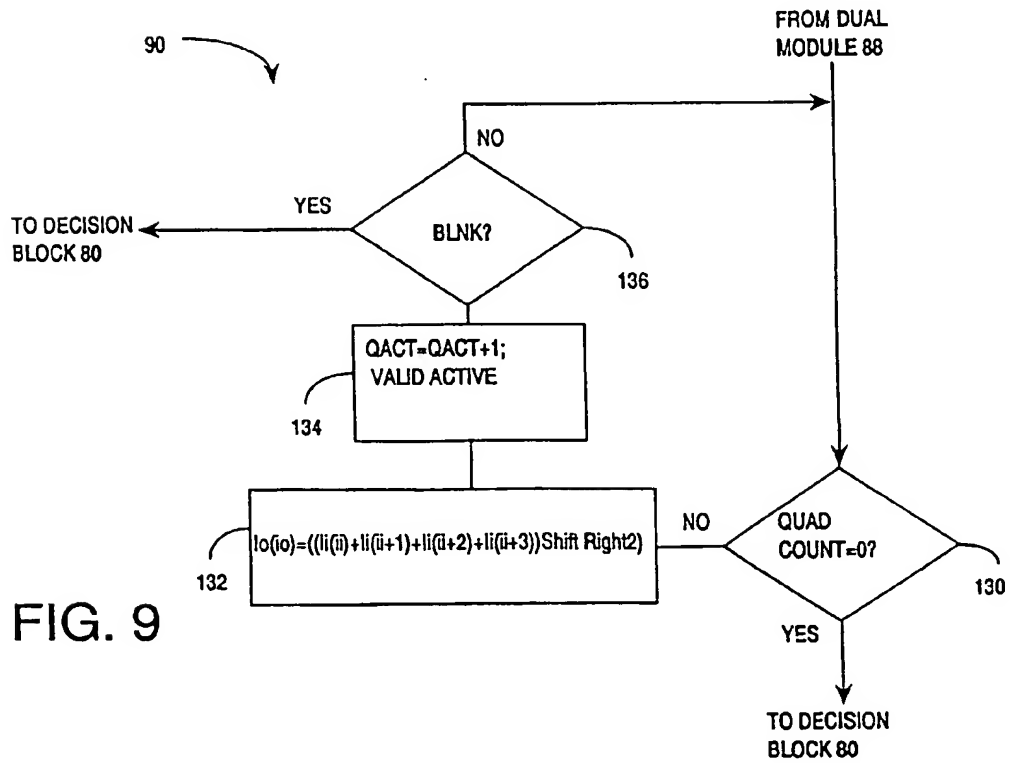 90
FROM DUAL
MODULE 88
NO
YES
TO DECISION
BLOCK 80
BLNK?
136
QACT=QACT+1;
VALID ACTIVE
134
Io(io)=((Ii(ii)+Ii(ii+1)+Ii(ii+2)+Ii(ii+3))Shift Right2)
132
NO
QUAD
COUNT=0?
130
YES
TO DECISION
BLOCK 80
FIG. 9